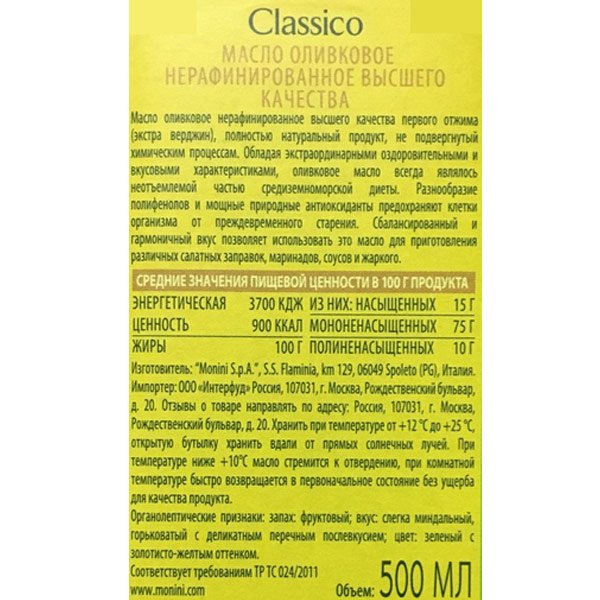 Classico
МАСЛО ОЛИВКОВОЕ
НЕРАФИНИРОВАННОЕ ВЫСШЕГО
КАЧЕСТВА
Масло оливковое нерафинированное высшего качества первого отжима
(экстра верджин), полностью натуральный продукт, не подвергнутый
химическим процессам. Обладая экстраординарными оздоровительными и
вкусовыми характеристиками, оливковое масло всегда являлось
неотъемлемой частью средиземноморской диеты. Разнообразие
полифенолов и мощные природные антиоксиданты предохраняют клетки
организма от преждевременного старения. Сбалансированный и
гармоничный вкус позволяет использовать это масло для приготовления
различных салатных заправок, маринадов, соусов и жаркого.
СРЕДНИЕ ЗНАЧЕНИЯ ПИЩЕВОЙ ЦЕННОСТИ В 100 Г ПРОДУКТА
ЭНЕРГЕТИЧЕСКАЯ 3700 КДЖ ИЗ НИХ: НАСЫЩЕННЫХ 15 Г
ЦЕННОСТЬ 900 ККАЛ МОНОНЕНАСЫЩЕННЫХ 75 Г
ЖИРЫ 100 Г ПОЛИНЕНАСЫЩЕННЫХ 10 Г
Изготовитель: "Monini S.p.A.", S.S. Flaminia, km 129, 06049 Spoleto (PG), Италия.
Импортер: ООО «Интерфуд» Россия, 107031, г. Москва, Рождественский бульвар,
д. 20. Отзывы о товаре направлять по адресу: Россия, 107031, г. Москва,
Рождественский бульвар, д. 20. Хранить при температуре от +12 °C до +25 °C,
открытую бутылку хранить вдали от прямых солнечных лучей. При
температуре ниже +10°C масло стремится к отвердению, при комнатной
температуре быстро возвращается в первоначальное состояние без ущерба
для качества продукта.
Органолептические признаки: запах: фруктовый; вкус: слегка миндальный,
горьковатый с деликатным перечным послевкусием; цвет: зеленый с
золотисто-желтым оттенком.
Соответствует требованиям ТР ТС 024/2011
www.monini.com Объем: 500 МЛ